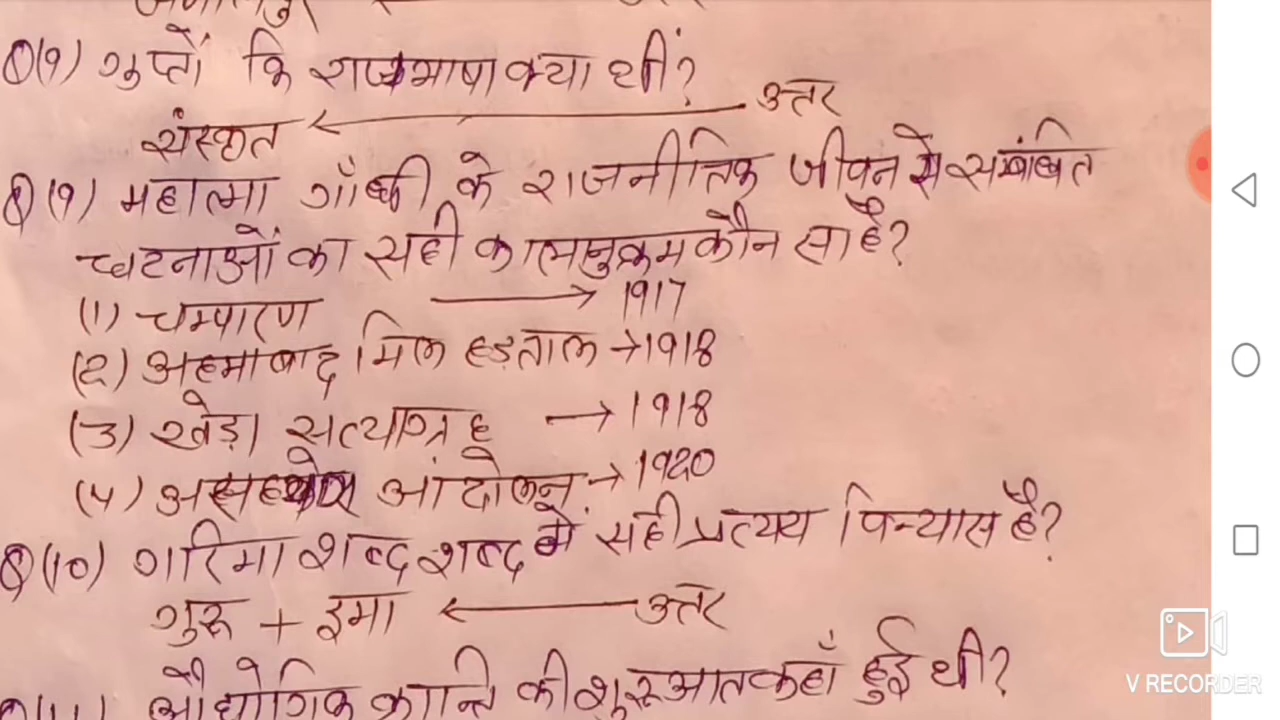 Q(9) गुप्तों कि राजभाषा क्या थीं?
संस्कृत ← उत्तर
Q(9) महात्मा गाँधी के राजनीतिक जीवन से सम्बंधित
घटनाओं का सही कालानुक्रम कौन सा है?
(1) चम्पारण → 1917
(2) अहमाबाद मिल हड़ताल → 1918
(3) खेड़ा सत्याग्रह → 1918
(4) असहयोग आंदोलन → 1920
Q(10) गरिमा शब्द शब्द में सही प्रत्यय विन्यास है?
गुरू + इमा ← उत्तर
औद्योगिक क्रान्ति की शुरूआत कहाँ हुई थी?
V RECORDER